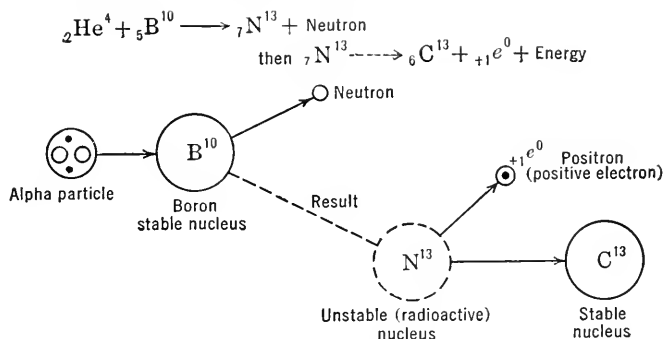 ₂He⁴ + ₅B¹⁰ ⟶ ₇N¹³ + Neutron
then ₇N¹³ ----→ ₆C¹³ + ₊₁e⁰ + Energy
Neutron
B¹⁰
Alpha particle
Boron
stable nucleus
Result
₊₁e⁰ Positron
(positive electron)
N¹³
C¹³
Unstable (radioactive)
nucleus
Stable
nucleus